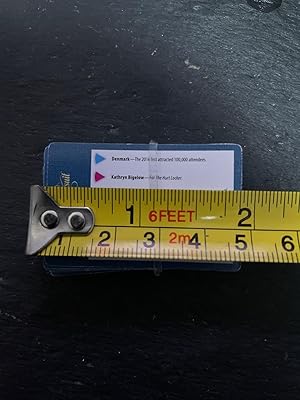 Denmark—The 2016 fest attracted 100,000 attendees
Kathryn Bigelow—For The Hurt Locker
1 6FEET 2
1 2 3 2m 4 5 6